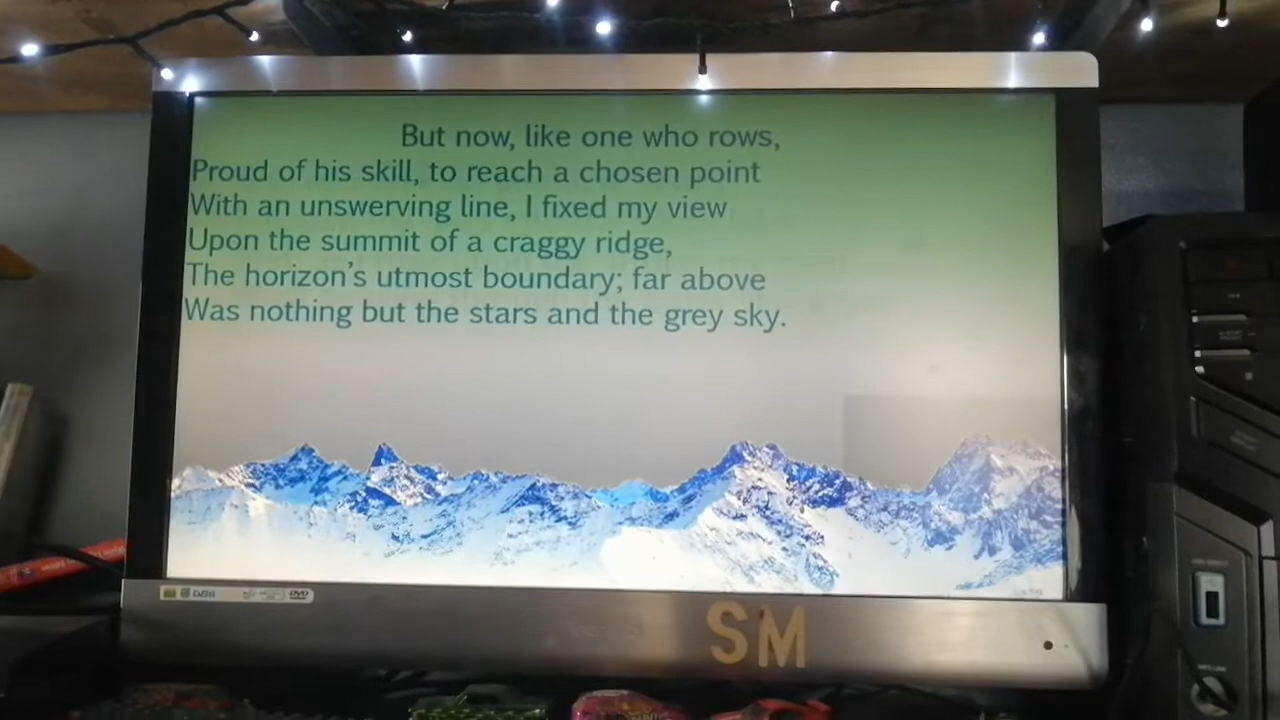 But now, like one who rows,
Proud of his skill, to reach a chosen point
With an unswerving line, I fixed my view
Upon the summit of a craggy ridge,
The horizon's utmost boundary; far above
Was nothing but the stars and the grey sky.
DVD
SM